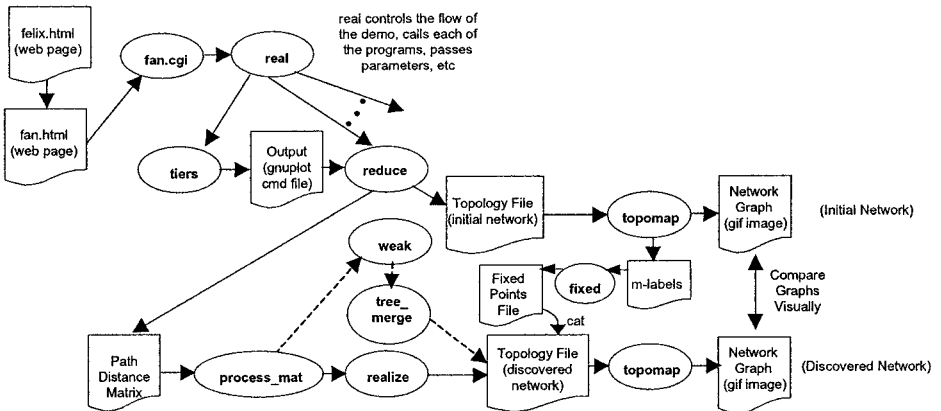 felix.html
(web page)
fan.cgi
real
real controls the flow of
the demo, calls each of
the programs, passes
parameters, etc
fan.html
(web page)
tiers
Output
(gnuplot
cmd file)
reduce
Topology File
(initial network)
topomap
Network
Graph
(gif image)
(Initial Network)
weak
Fixed
Points
File
fixed
m-labels
Compare
Graphs
Visually
tree_
merge
cat
Path
Distance
Matrix
process_mat
realize
Topology File
(discovered
network)
topomap
Network
Graph
(gif image)
(Discovered Network)